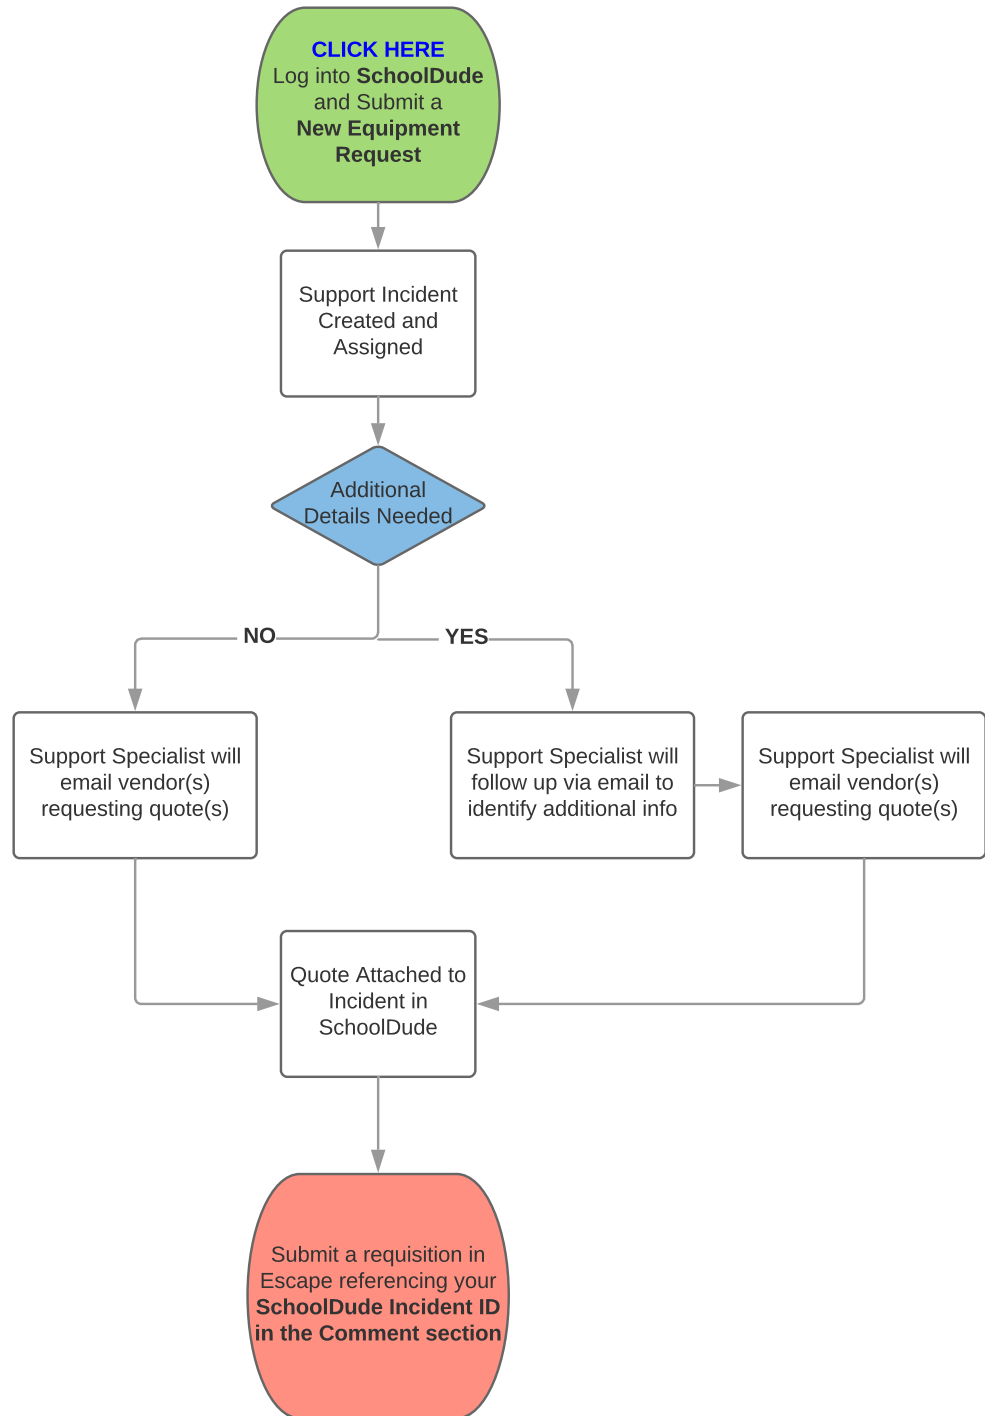 CLICK HERE
Log into SchoolDude
and Submit a
New Equipment
Request
Support Incident
Created and
Assigned
Additional
Details Needed
NO
YES
Support Specialist will
email vendor(s)
requesting quote(s)
Support Specialist will
follow up via email to
identify additional info
Support Specialist will
email vendor(s)
requesting quote(s)
Quote Attached to
Incident in
SchoolDude
Submit a requisition in
Escape referencing your
SchoolDude Incident ID
in the Comment section